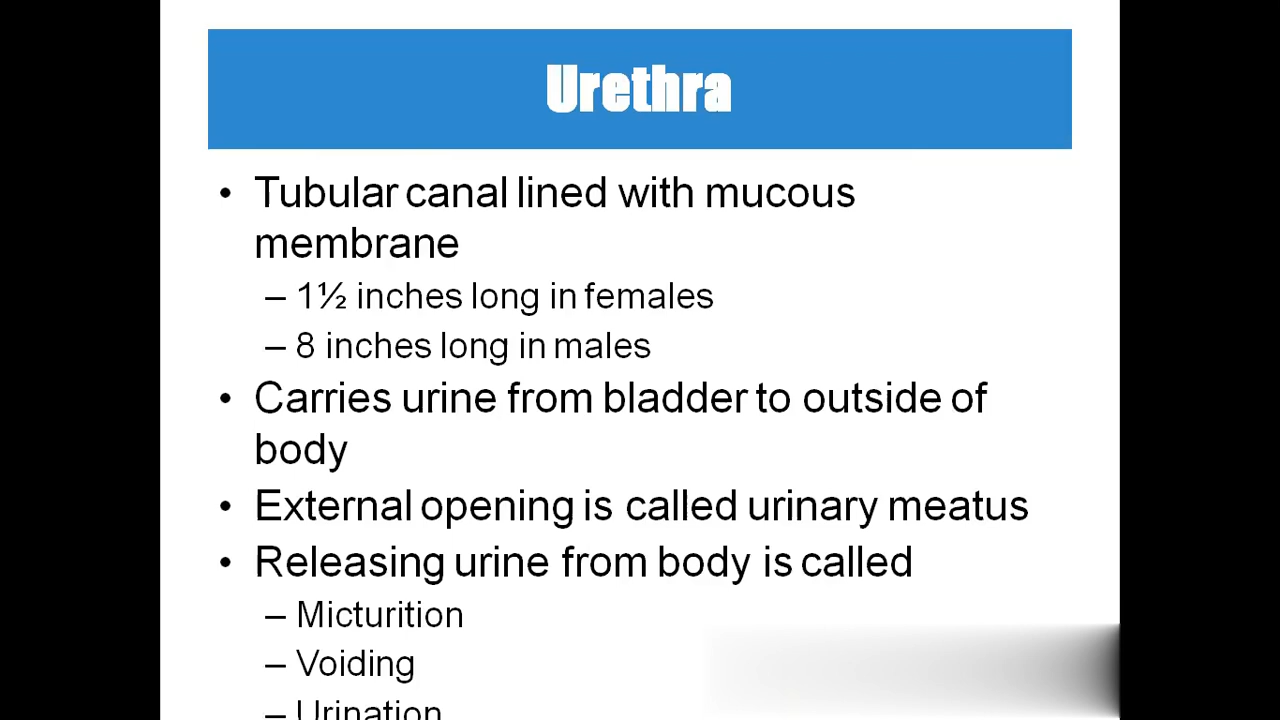 Urethra
• Tubular canal lined with mucous
membrane
– 1½ inches long in females
– 8 inches long in males
• Carries urine from bladder to outside of
body
• External opening is called urinary meatus
• Releasing urine from body is called
– Micturition
– Voiding
– Urination